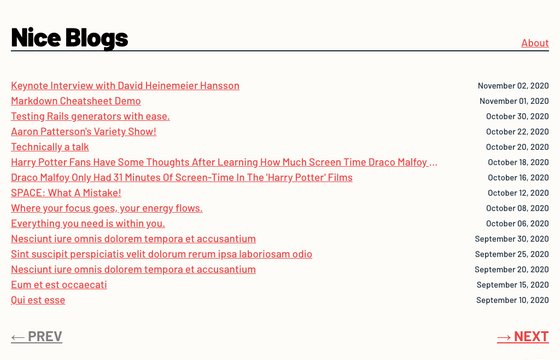 Nice Blogs
About
Keynote Interview with David Heinemeier Hansson November 02, 2020
Markdown Cheatsheet Demo November 01, 2020
Testing Rails generators with ease. October 30, 2020
Aaron Patterson's Variety Show! October 22, 2020
Technically a talk October 20, 2020
Harry Potter Fans Have Some Thoughts After Learning How Much Screen Time Draco Malfoy ... October 18, 2020
Draco Malfoy Only Had 31 Minutes Of Screen-Time In The 'Harry Potter' Films October 16, 2020
SPACE: What A Mistake! October 12, 2020
Where your focus goes, your energy flows. October 08, 2020
Everything you need is within you. October 06, 2020
Nesciunt iure omnis dolorem tempora et accusantium September 30, 2020
Sint suscipit perspiciatis velit dolorum rerum ipsa laboriosam odio September 25, 2020
Nesciunt iure omnis dolorem tempora et accusantium September 20, 2020
Eum et est occaecati September 15, 2020
Qui est esse September 10, 2020
← PREV
→ NEXT